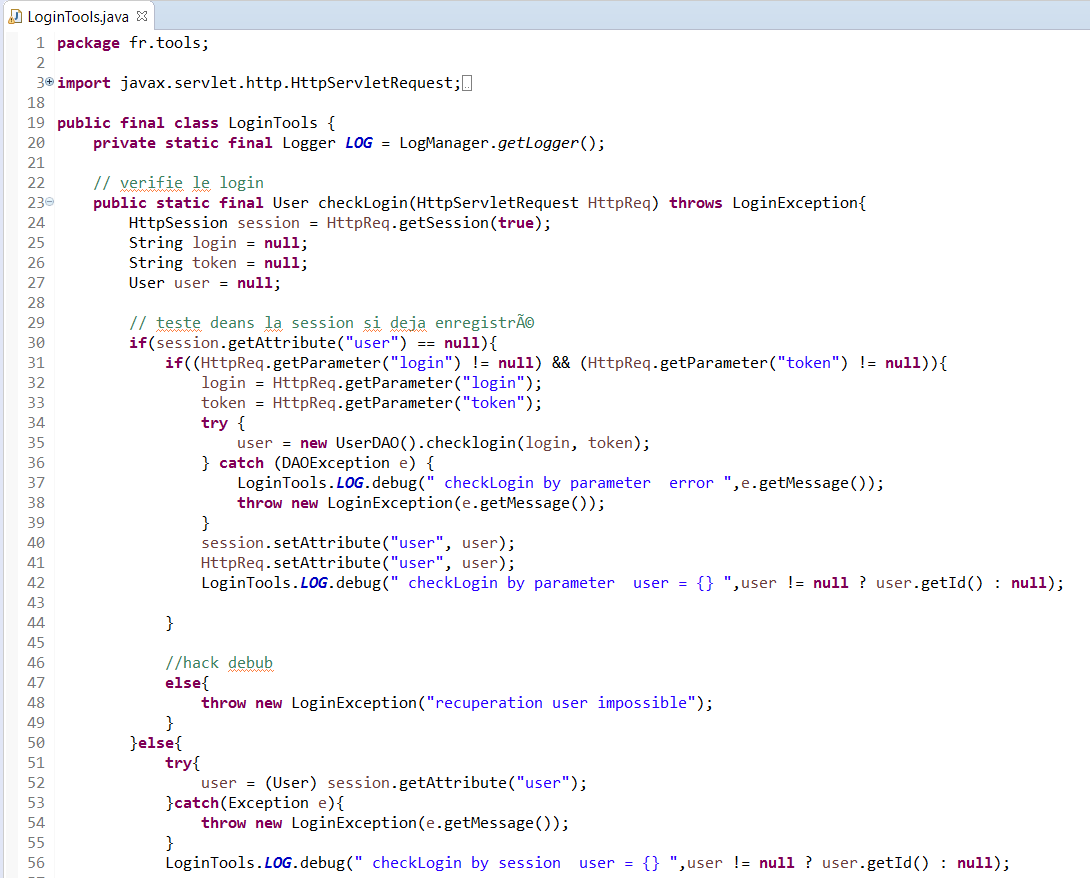 LoginTools.java
1 package fr.tools;
2
3 import javax.servlet.http.HttpServletRequest;
18
19 public final class LoginTools {
20     private static final Logger LOG = LogManager.getLogger();
21
22     // verifie le login
23     public static final User checkLogin(HttpServletRequest HttpReq) throws LoginException{
24         HttpSession session = HttpReq.getSession(true);
25         String login = null;
26         String token = null;
27         User user = null;
28
29         // teste deans la session si deja enregistrÃ©
30         if(session.getAttribute("user") == null){
31             if((HttpReq.getParameter("login") != null) && (HttpReq.getParameter("token") != null)){
32                 login = HttpReq.getParameter("login");
33                 token = HttpReq.getParameter("token");
34                 try {
35                     user = new UserDAO().checklogin(login, token);
36                 } catch (DAOException e) {
37                     LoginTools.LOG.debug(" checkLogin by parameter  error ",e.getMessage());
38                     throw new LoginException(e.getMessage());
39                 }
40                 session.setAttribute("user", user);
41                 HttpReq.setAttribute("user", user);
42                 LoginTools.LOG.debug(" checkLogin by parameter  user = {} ",user != null ? user.getId() : null);
43
44             }
45
46             //hack debub
47             else{
48                 throw new LoginException("recuperation user impossible");
49             }
50         }else{
51             try{
52                 user = (User) session.getAttribute("user");
53             }catch(Exception e){
54                 throw new LoginException(e.getMessage());
55             }
56             LoginTools.LOG.debug(" checkLogin by session  user = {} ",user != null ? user.getId() : null);